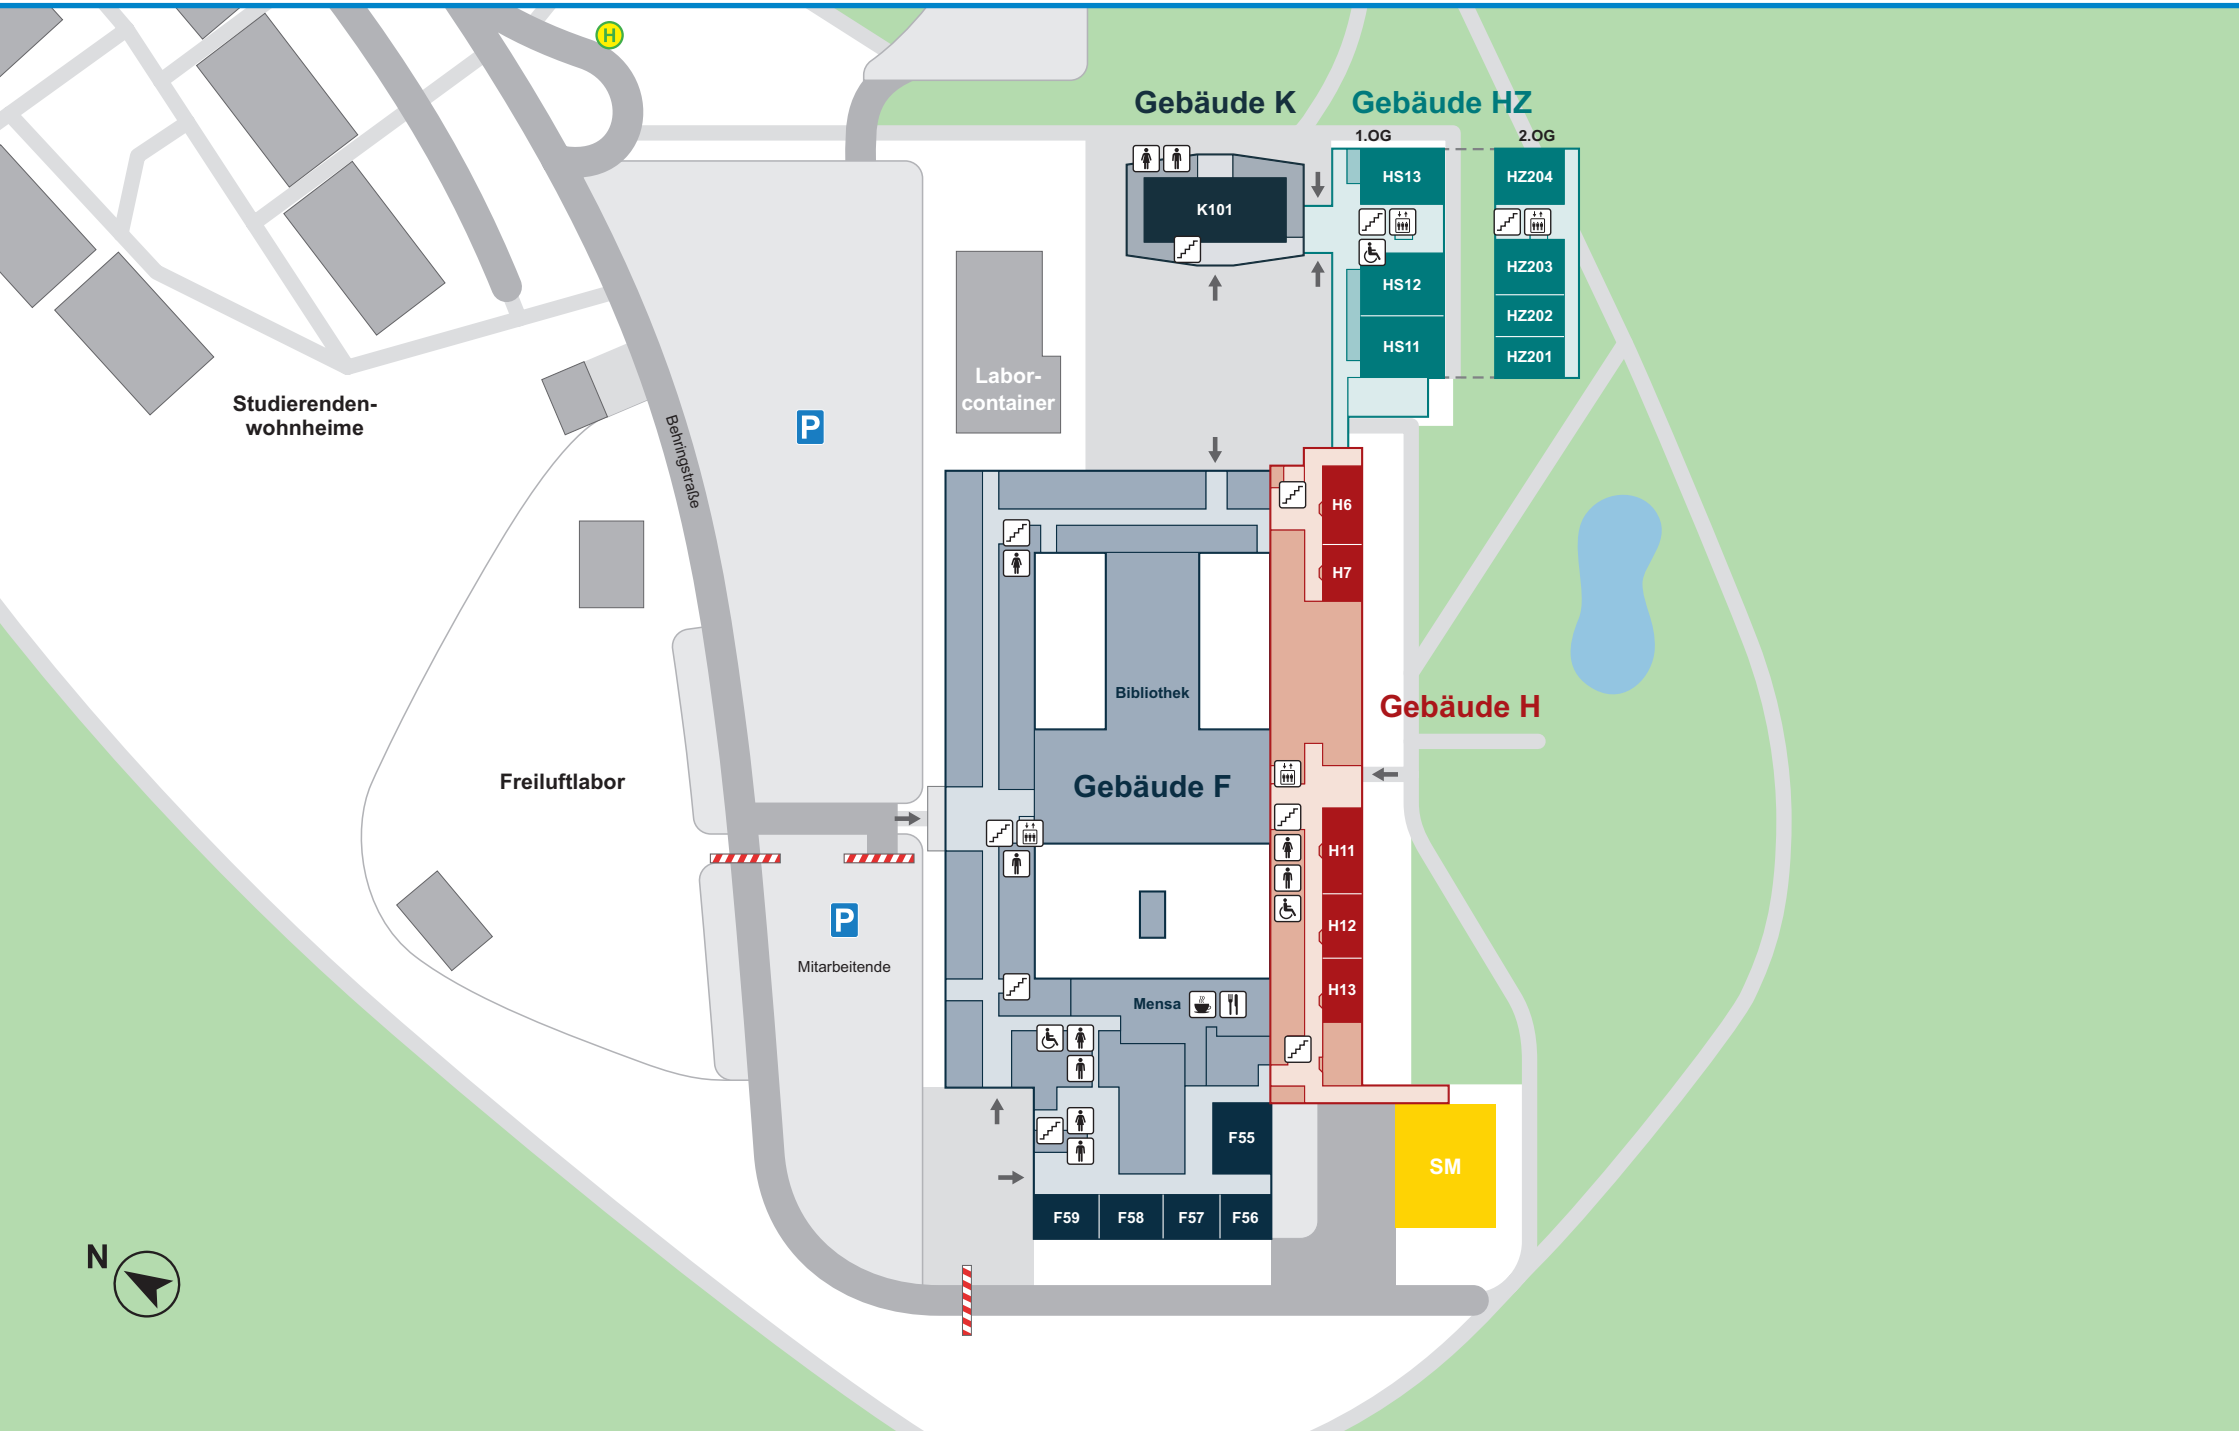 H
Gebäude K
Gebäude HZ
1.OG
2.OG
HS13
HZ204
K101
HS12
HZ203
HZ202
HS11
HZ201
Labor-
container
Studierenden-
wohnheime
P
Behringstraße
H6
H7
Bibliothek
Gebäude H
Freiluftlabor
Gebäude F
H11
P
H12
Mitarbeitende
H13
Mensa
F55
SM
F59
F58
F57
F56
N